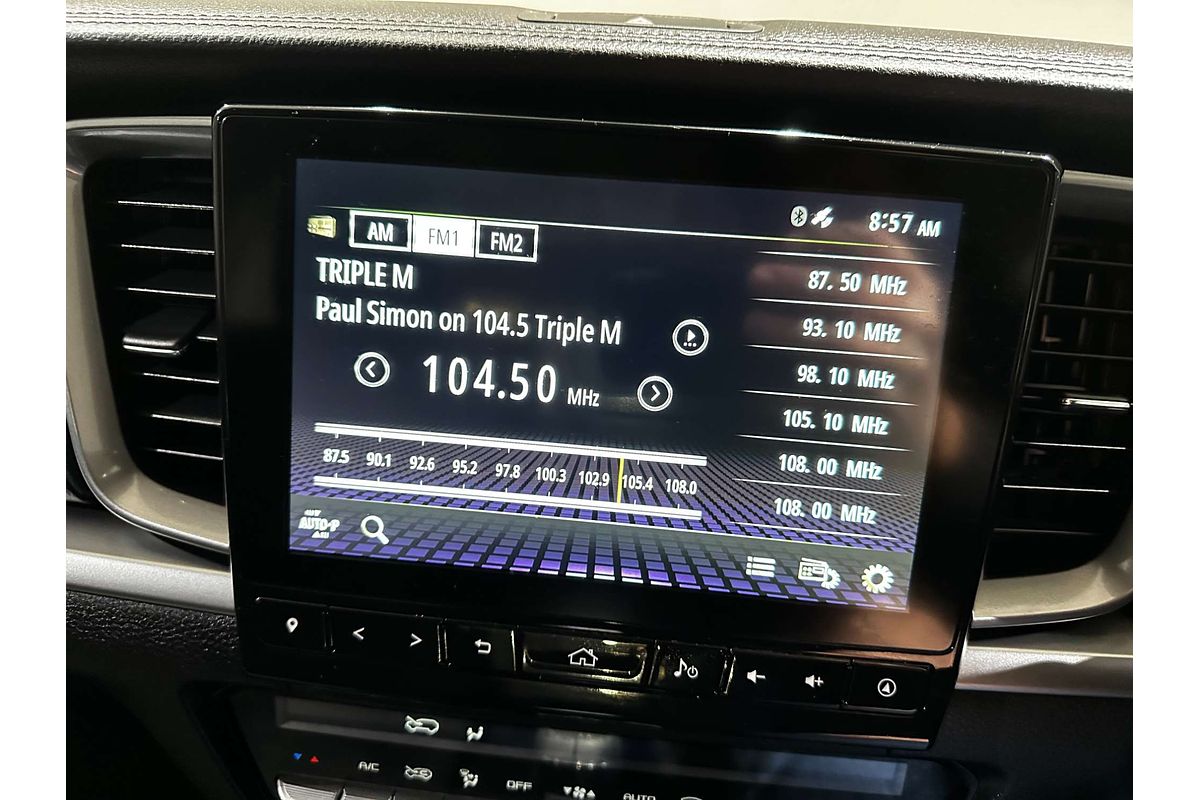 8:57 AM
AM FM1 FM2
TRIPLE M
Paul Simon on 104.5 Triple M
104.50 MHz
87.50 MHz
93.10 MHz
98.10 MHz
105.10 MHz
108.00 MHz
108.00 MHz
87.5 90.1 92.6 95.2 97.8 100.3 102.9 105.4 108.0
AUTO-P
A/C OFF AUTO